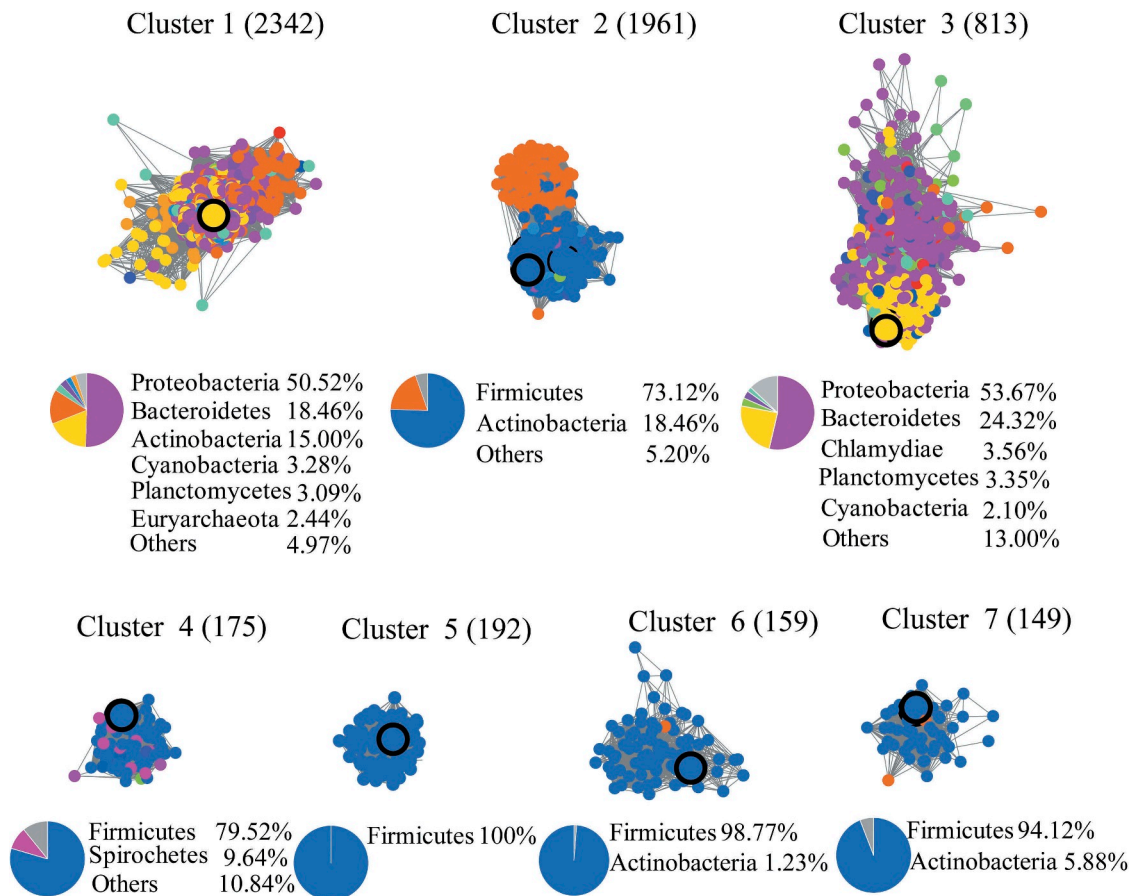 Cluster 1 (2342)
Cluster 2 (1961)
Cluster 3 (813)
Proteobacteria 50.52%
Bacteroidetes 18.46%
Actinobacteria 15.00%
Cyanobacteria 3.28%
Planctomycetes 3.09%
Euryarchaeota 2.44%
Others 4.97%
Firmicutes 73.12%
Actinobacteria 18.46%
Others 5.20%
Proteobacteria 53.67%
Bacteroidetes 24.32%
Chlamydiae 3.56%
Planctomycetes 3.35%
Cyanobacteria 2.10%
Others 13.00%
Cluster 4 (175)
Cluster 5 (192)
Cluster 6 (159)
Cluster 7 (149)
Firmicutes 79.52%
Spirochetes 9.64%
Others 10.84%
Firmicutes 100%
Firmicutes 98.77%
Actinobacteria 1.23%
Firmicutes 94.12%
Actinobacteria 5.88%